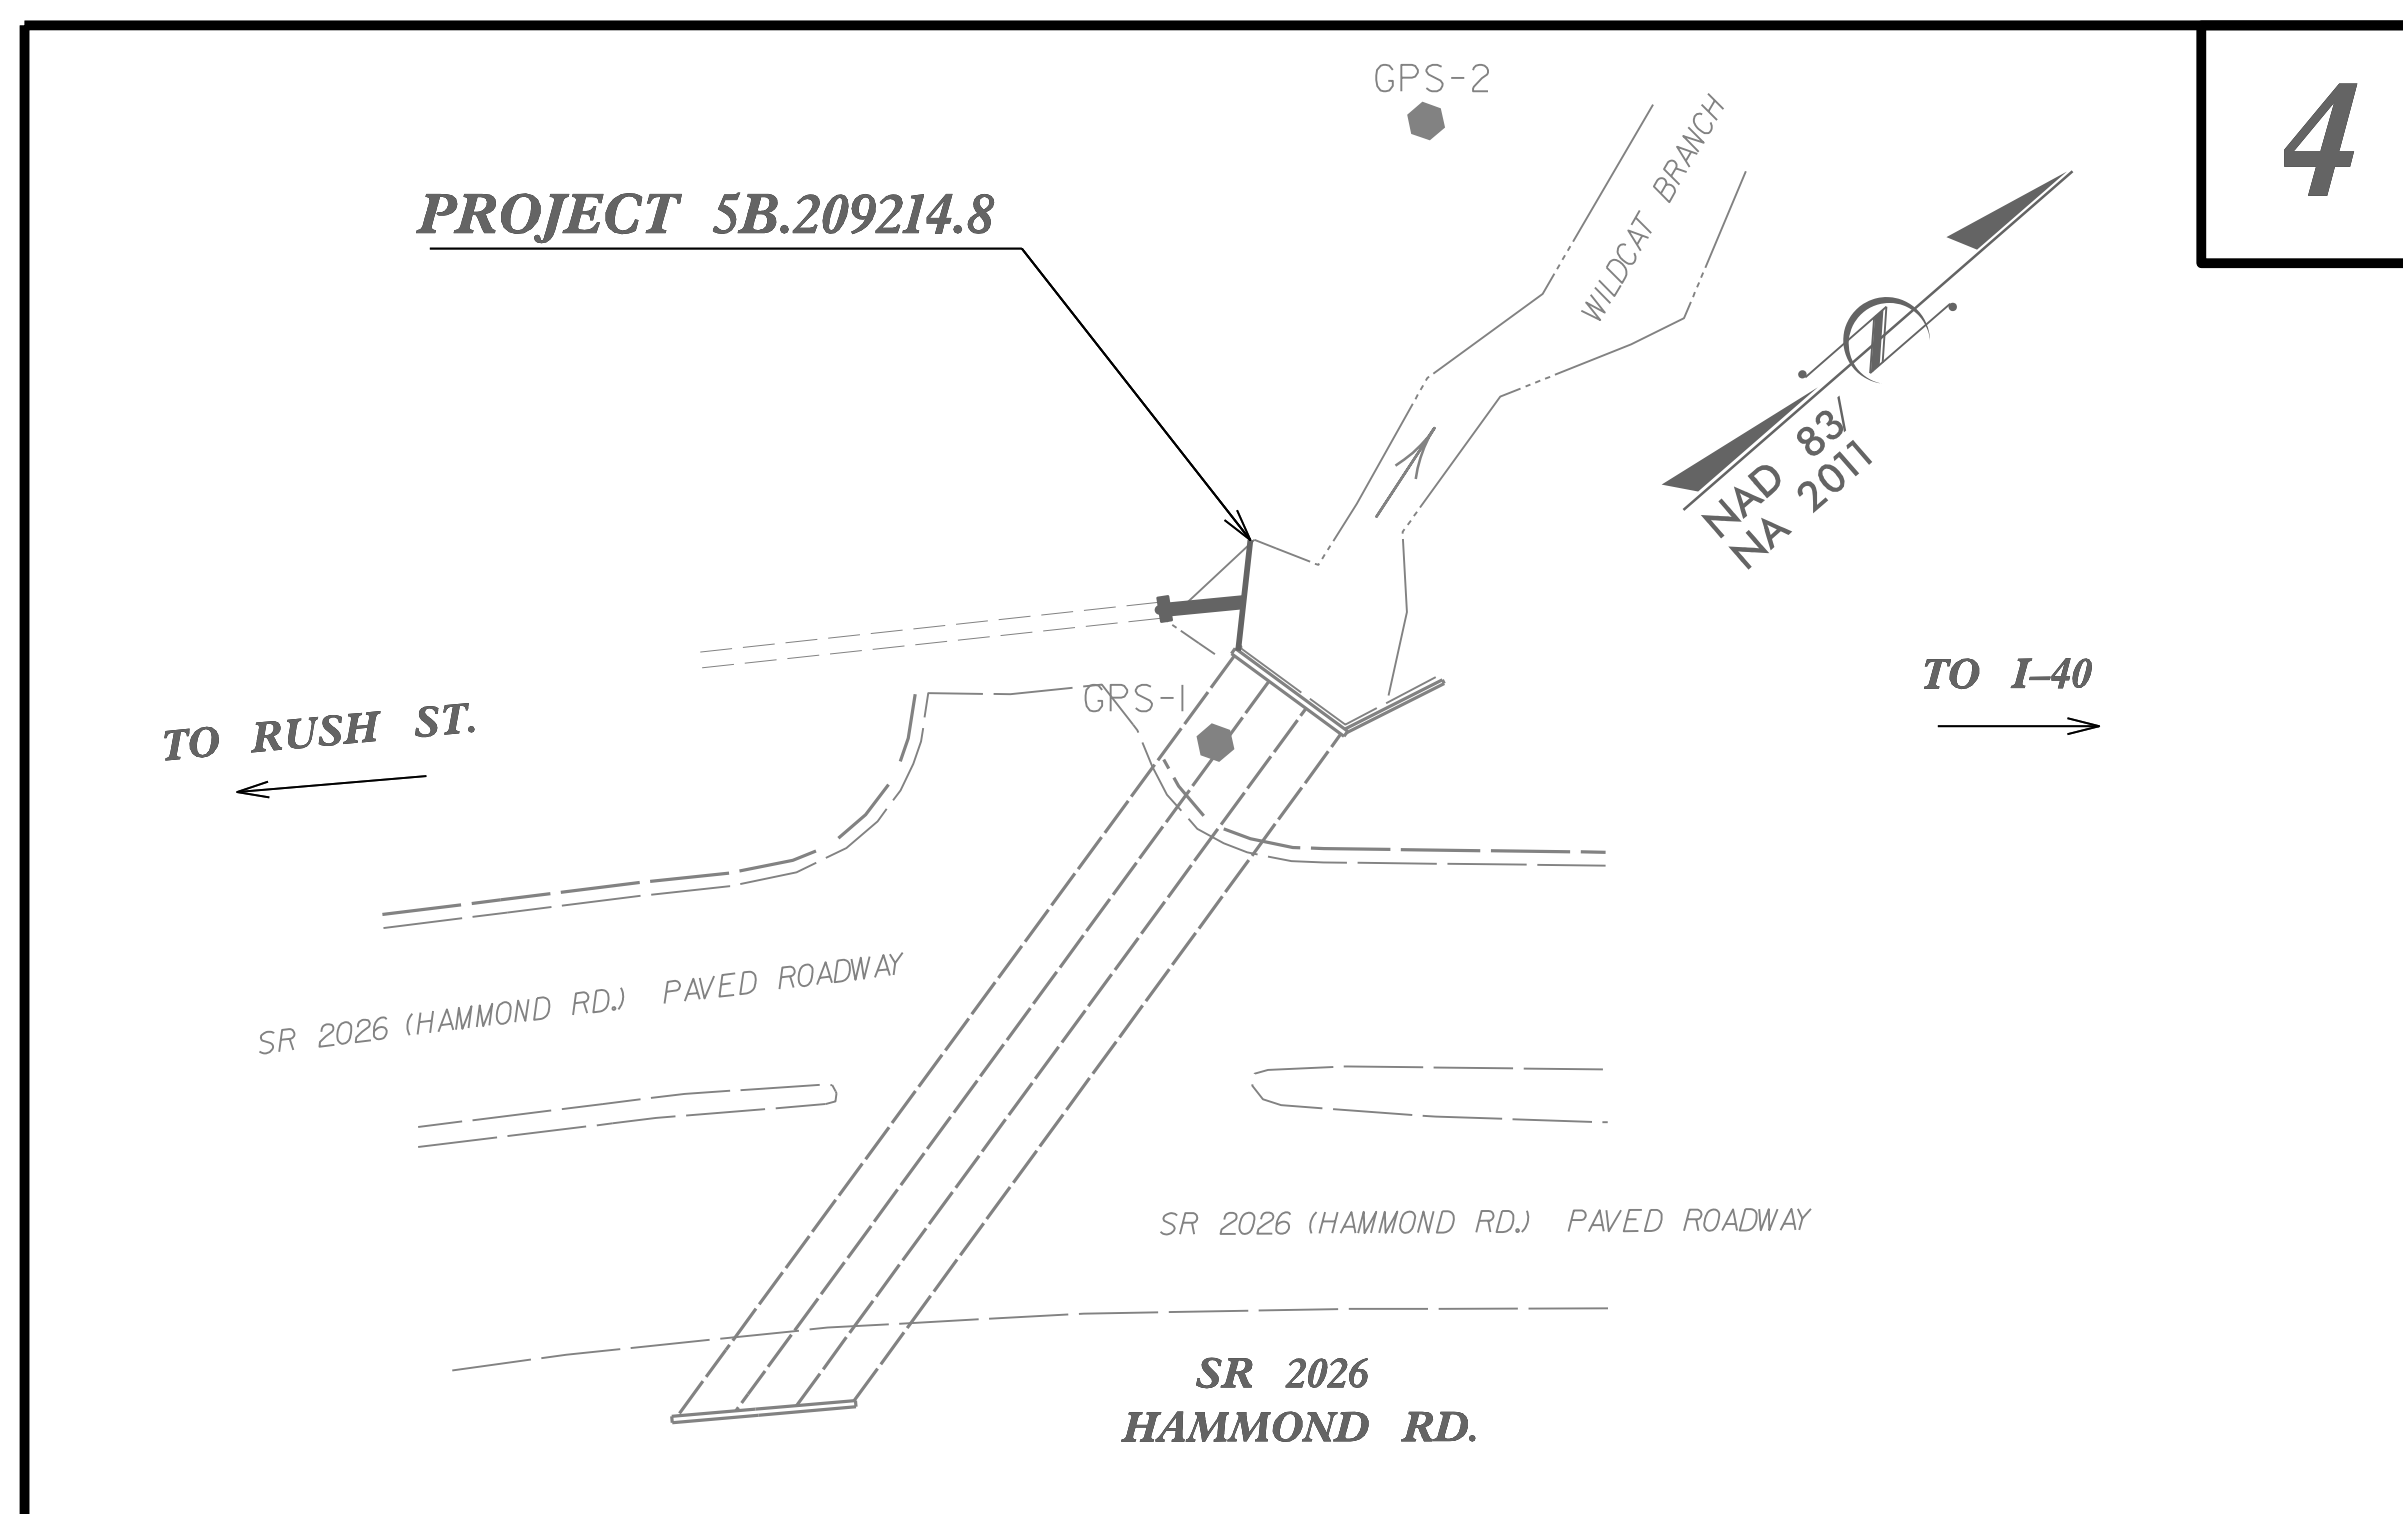 4
GPS-2
WILDCAT BRANCH
PROJECT 5B.209214.8
N
NAD 83/
NA 2011
TO I-40
GPS-1
TO RUSH ST.
SR 2026 (HAMMOND RD.) PAVED ROADWAY
SR 2026 (HAMMOND RD.) PAVED ROADWAY
SR 2026
HAMMOND RD.